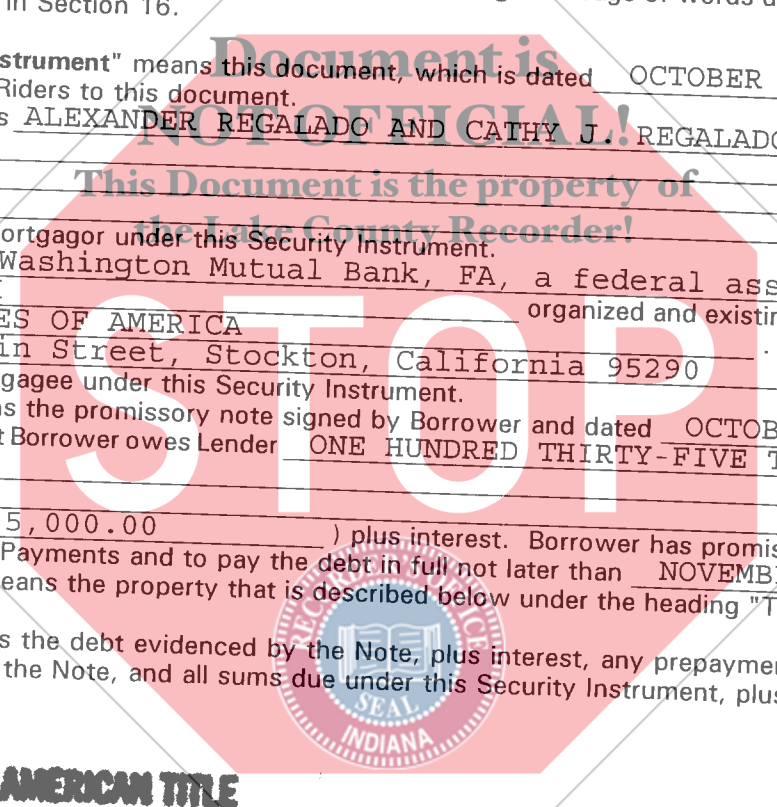 in Section 16.
Document is
strument" means this document, which is dated OCTOBER
Riders to this document.
NOT OFFICIAL!
s ALEXANDER REGALADO AND CATHY J. REGALADO
This Document is the property of
the Lake County Recorder!
ortgagor under this Security Instrument.
Washington Mutual Bank, FA, a federal ass
organized and existin
ES OF AMERICA
in Street, Stockton, California 95290
gagee under this Security Instrument.
STOP
ns the promissory note signed by Borrower and dated OCTOB
t Borrower owes Lender ONE HUNDRED THIRTY-FIVE T
5,000.00 ) plus interest. Borrower has promis
Payments and to pay the debt in full not later than NOVEMB
eans the property that is described below under the heading "T
s the debt evidenced by the Note, plus interest, any prepaymen
the Note, and all sums due under this Security Instrument, plus
RECORDER'S OFFICE
SEAL
INDIANA
AMERICAN TITLE